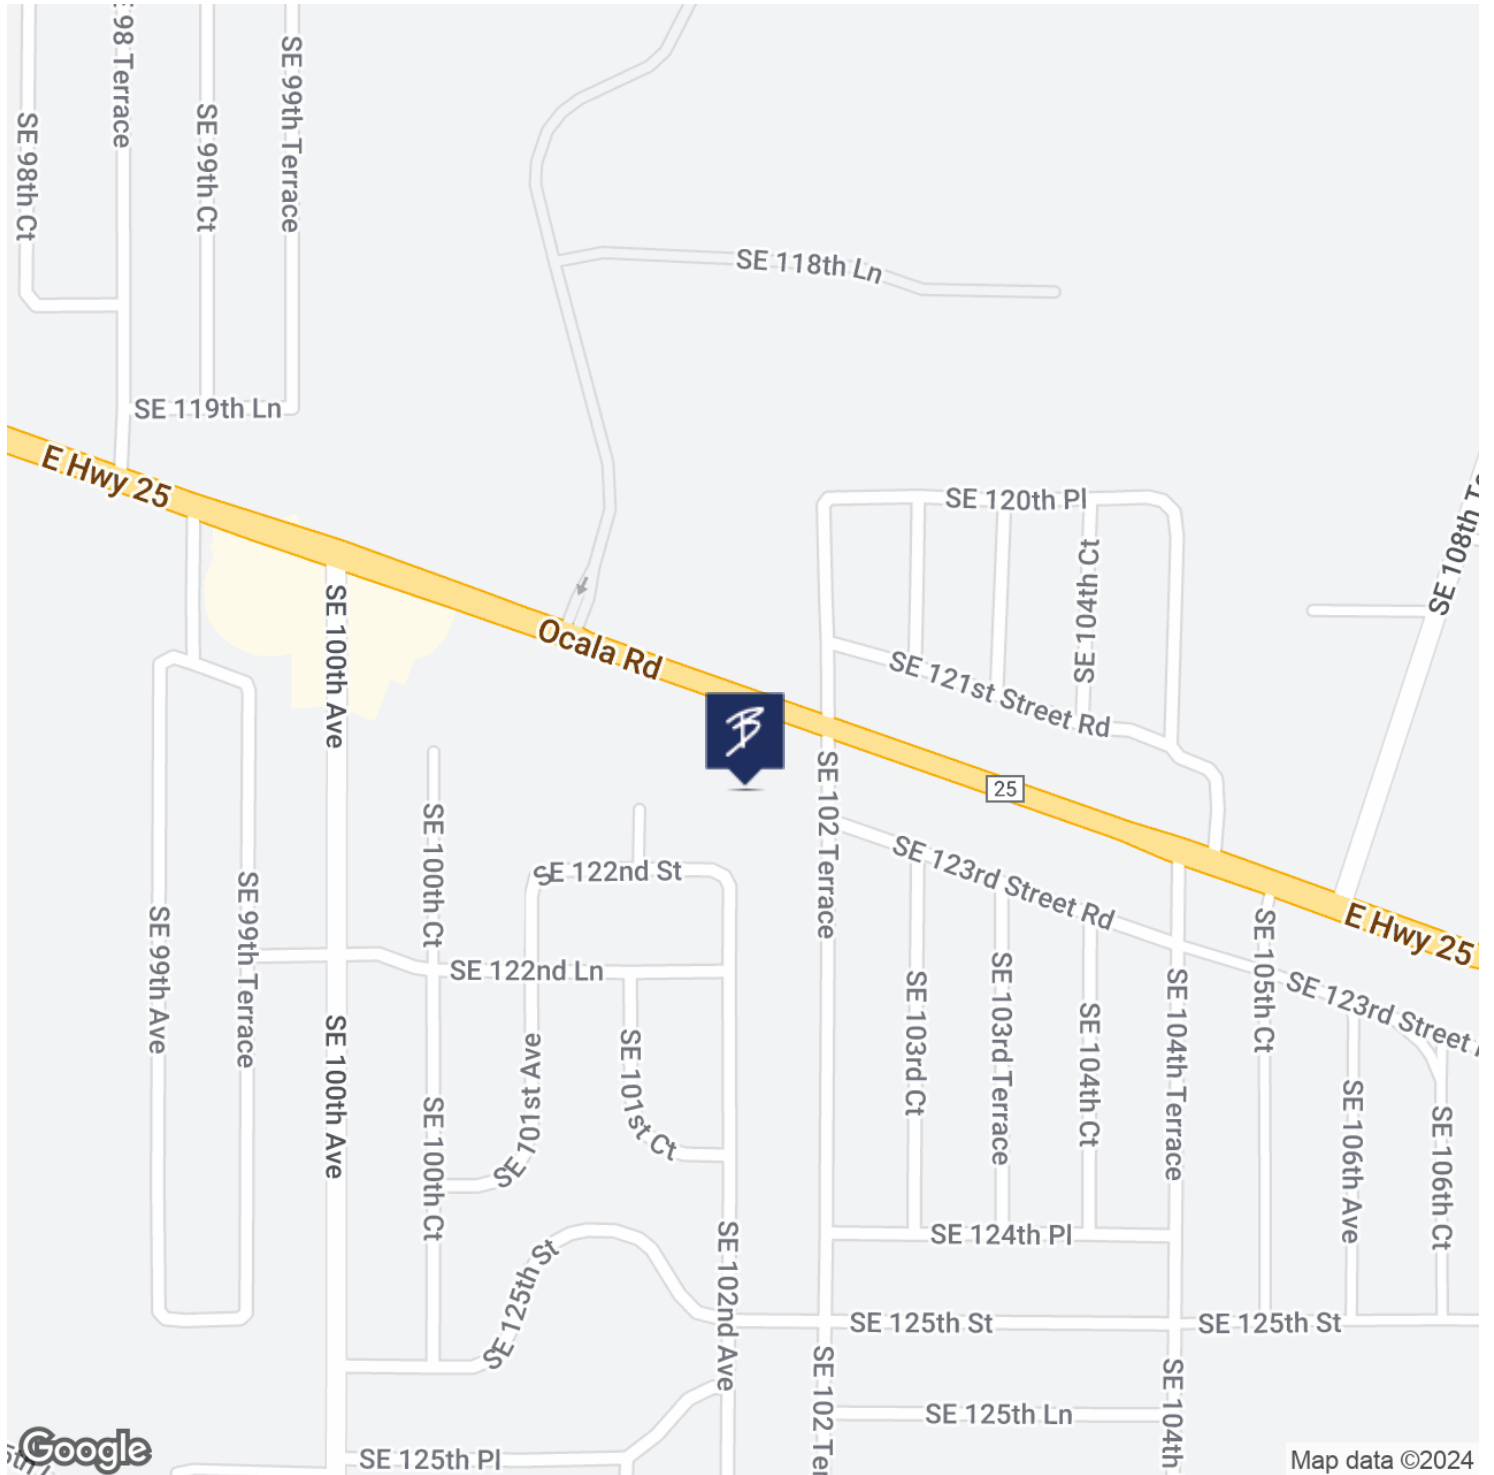 98 Terrace
SE 98th Ct
SE 99th Ct
SE 99th Terrace
SE 118th Ln
SE 119th Ln
E Hwy 25
SE 120th Pl
SE 104th Ct
SE 108th
SE 100th Ave
Ocala Rd
SE 121st Street Rd
B
25
SE 102 Terrace
SE 100th Ct
SE 122nd St
SE 123rd Street Rd
SE 99th Ave
SE 99th Terrace
SE 122nd Ln
E Hwy 25
SE 105th Ct
SE 123rd Street
SE 100th Ave
SE 101st Ave
SE 101st Ct
SE 103rd Ct
SE 103rd Terrace
SE 104th Ct
SE 104th Terrace
SE 106th Ave
SE 106th Ct
SE 100th Ct
SE 124th Pl
SE 125th St
SE 102nd Ave
SE 125th St
SE 125th St
SE 102 Ter
SE 104th
SE 125th Ln
SE 125th Pl
Google
Map data ©2024